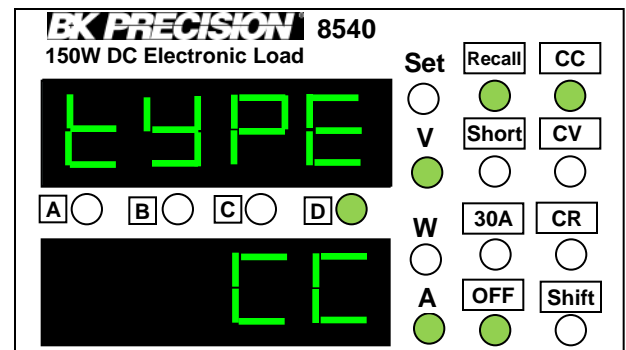 BK PRECISION 8540
150W DC Electronic Load
Set Recall CC
tYPE
V Short CV
A B C D
W 30A CR
CC
A OFF Shift